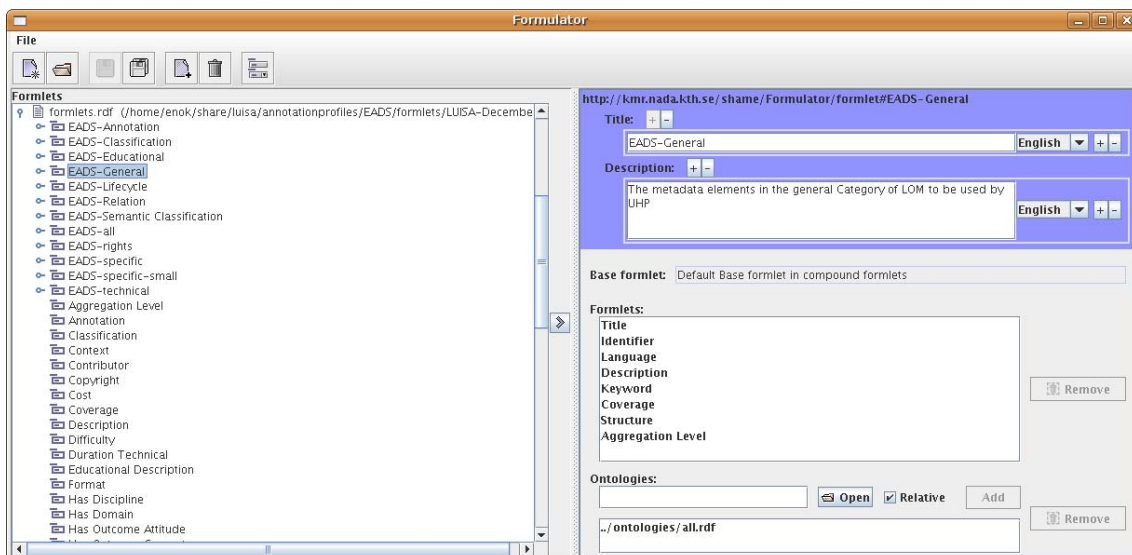 Formulator
File
Formlets
formlets.rdf (/home/enok/share/luisa/annotationprofiles/EADS/formlets/LUISA-Decembe
EADS-Annotation
EADS-Classification
EADS-Educational
EADS-General
EADS-Lifecycle
EADS-Relation
EADS-Semantic Classification
EADS-all
EADS-rights
EADS-specific
EADS-specific-small
EADS-technical
Aggregation Level
Annotation
Classification
Context
Contributor
Copyright
Cost
Coverage
Description
Difficulty
Duration Technical
Educational Description
Format
Has Discipline
Has Domain
Has Outcome Attitude
http://kmr.nada.kth.se/shame/Formulator/formlet#EADS-General
Title: + -
EADS-General English + -
Description: + -
The metadata elements in the general Category of LOM to be used by
UHP
English + -
Base formlet: Default Base formlet in compound formlets
Formlets:
Title
Identifier
Language
Description
Keyword
Coverage
Structure
Aggregation Level
Remove
Ontologies:
Open Relative Add
../ontologies/all.rdf
Remove